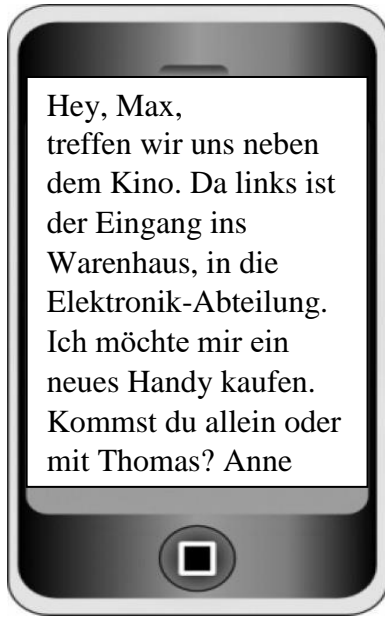 Hey, Max,
treffen wir uns neben
dem Kino. Da links ist
der Eingang ins
Warenhaus, in die
Elektronik-Abteilung.
Ich möchte mir ein
neues Handy kaufen.
Kommst du allein oder
mit Thomas? Anne